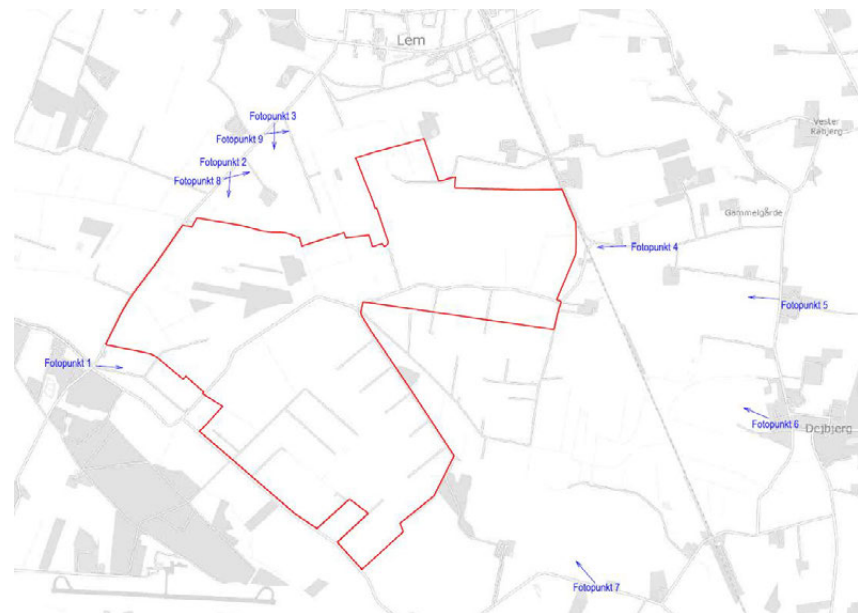 Lem
Fotopunkt 3
Fotopunkt 9
Fotopunkt 2
Fotopunkt 8
Vester
Røbjerg
Gammelgårde
Fotopunkt 4
Fotopunkt 5
Fotopunkt 1
Fotopunkt 6
Dejbjerg
Fotopunkt 7